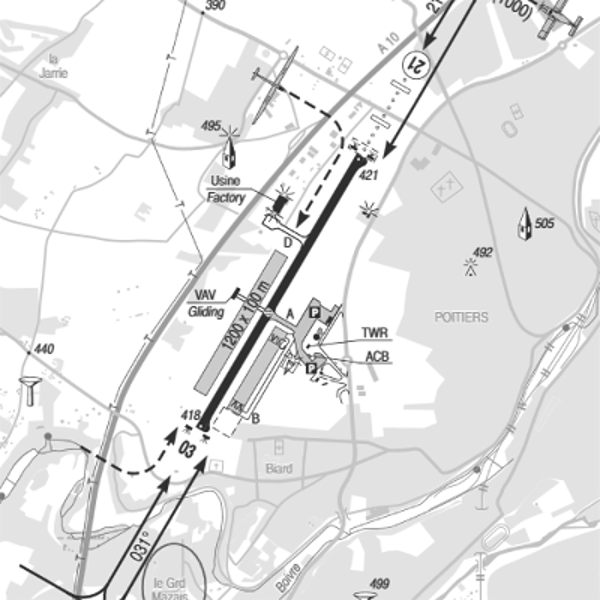 390
21
(1000)
la
Jarrie
A 10
21
495
421
Usine
Factory
D
505
492
VAV
Gliding
1200 x 100 m
A
P
POITIERS
TWR
ACB
P
440
418
B
03
Biard
031°
Boivre
le Grd
Mazais
499